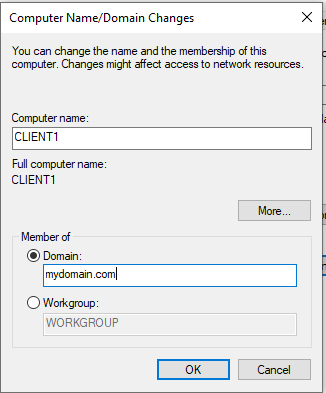 Computer Name/Domain Changes
You can change the name and the membership of this
computer. Changes might affect access to network resources.
Computer name:
CLIENT1
Full computer name:
CLIENT1
More...
Member of
Domain:
mydomain.com
Workgroup:
WORKGROUP
OK
Cancel